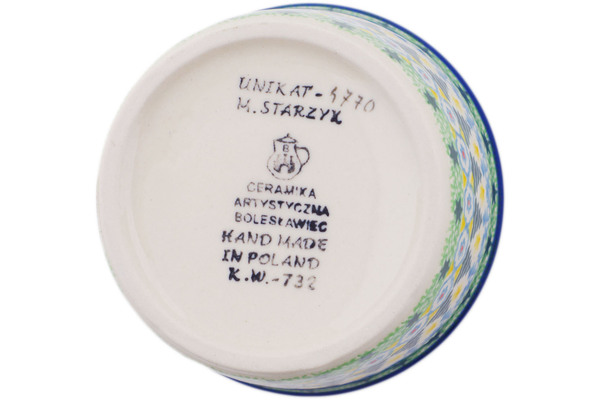 UNIKAT-4770
M. STARZYK
B
CERAMIKA
ARTYSTYCZNA
BOLESŁAWIEC
HAND MADE
IN POLAND
K.W.-732